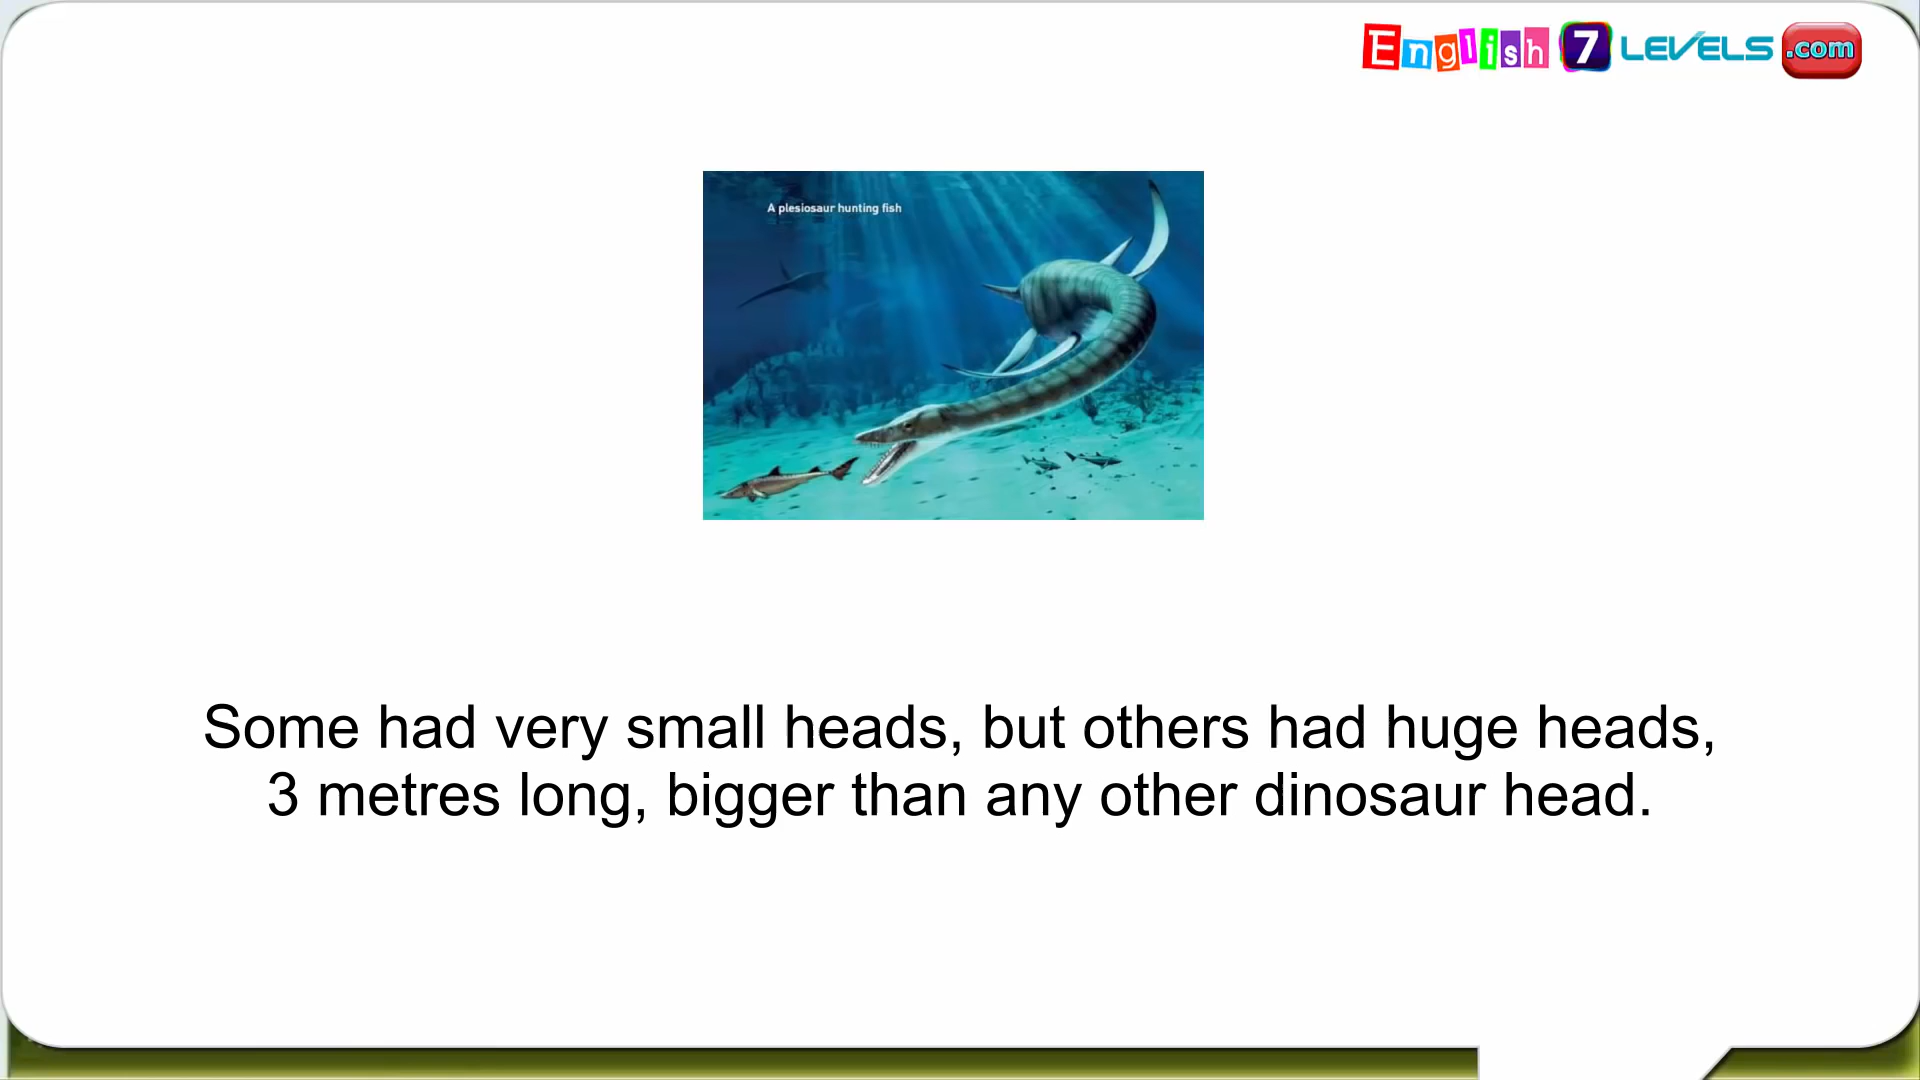 English 7 LEVELS .com
A plesiosaur hunting fish
Some had very small heads, but others had huge heads,
3 metres long, bigger than any other dinosaur head.